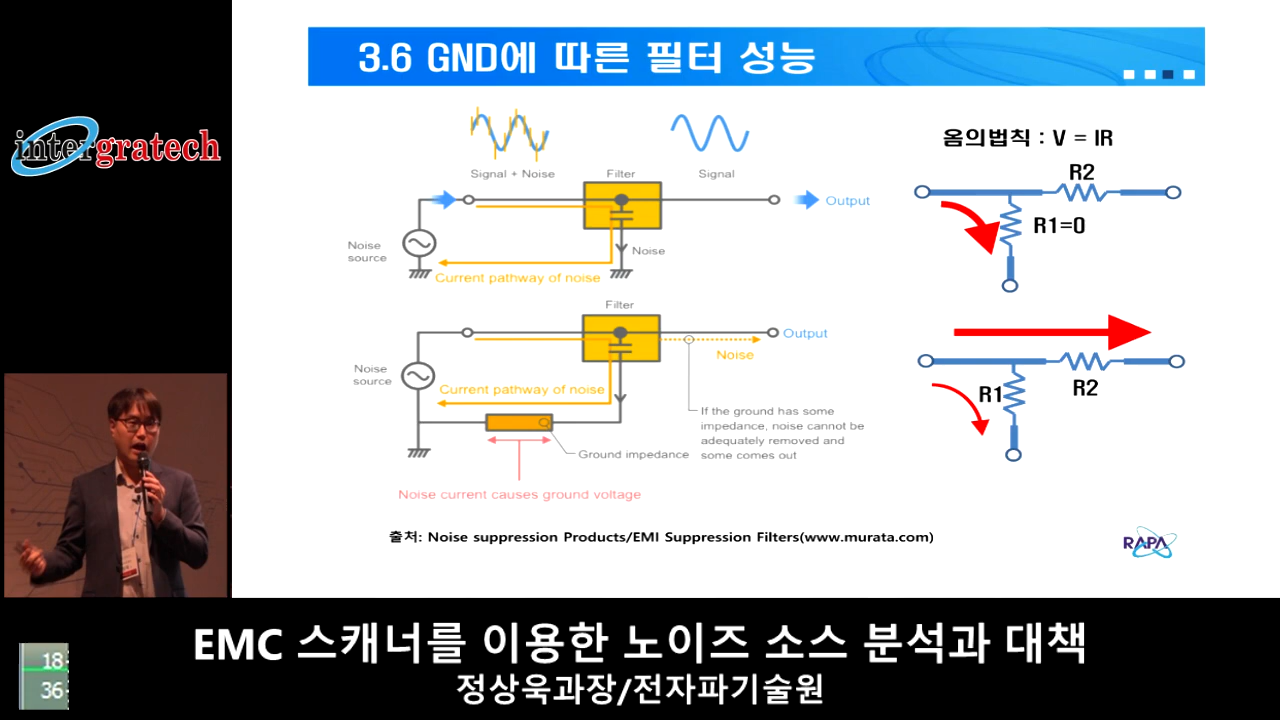 3.6 GND에 따른 필터 성능
intergratech
Signal + Noise
Filter
Signal
Output
Noise
source
Noise
Current pathway of noise
옴의법칙 : V = IR
R2
R1=0
Filter
Output
Noise
Noise
source
Current pathway of noise
If the ground has some
impedance, noise cannot be
adequately removed and
some comes out
Ground impedance
Noise current causes ground voltage
R1
R2
출처: Noise suppression Products/EMI Suppression Filters(www.murata.com)
RAPA
EMC 스캐너를 이용한 노이즈 소스 분석과 대책
정상욱과장/전자파기술원
18:
36: